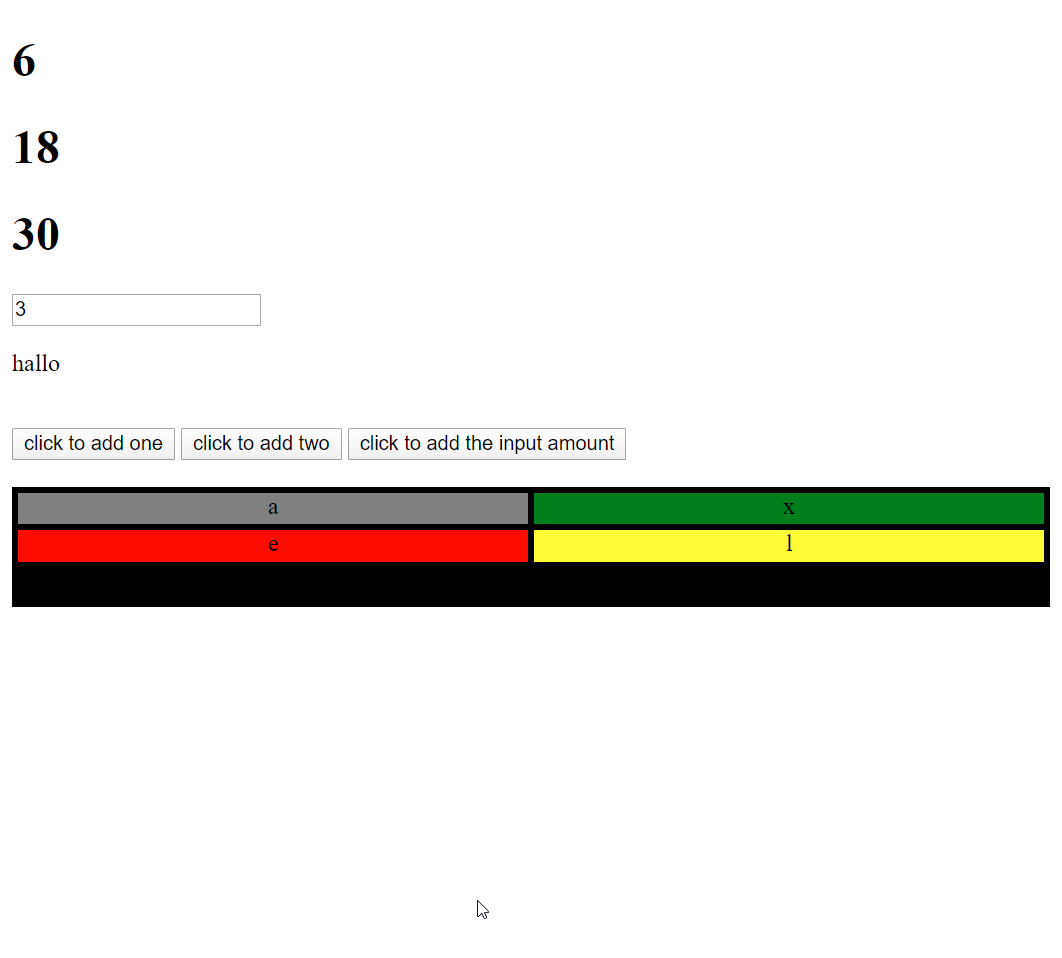 6
18
30
3
hallo
click to add one click to add two click to add the input amount
a x
e l